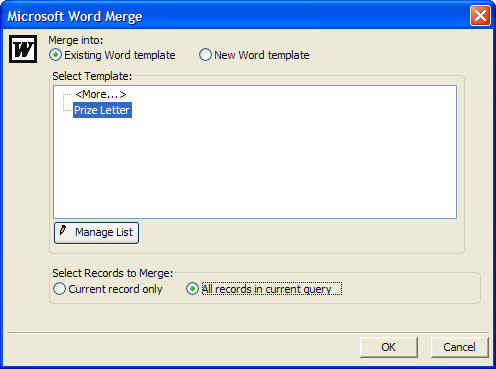 Microsoft Word Merge
W
Merge into:
Existing Word template New Word template
Select Template:
<More...>
Prize Letter
Manage List
Select Records to Merge:
Current record only All records in current query
OK Cancel